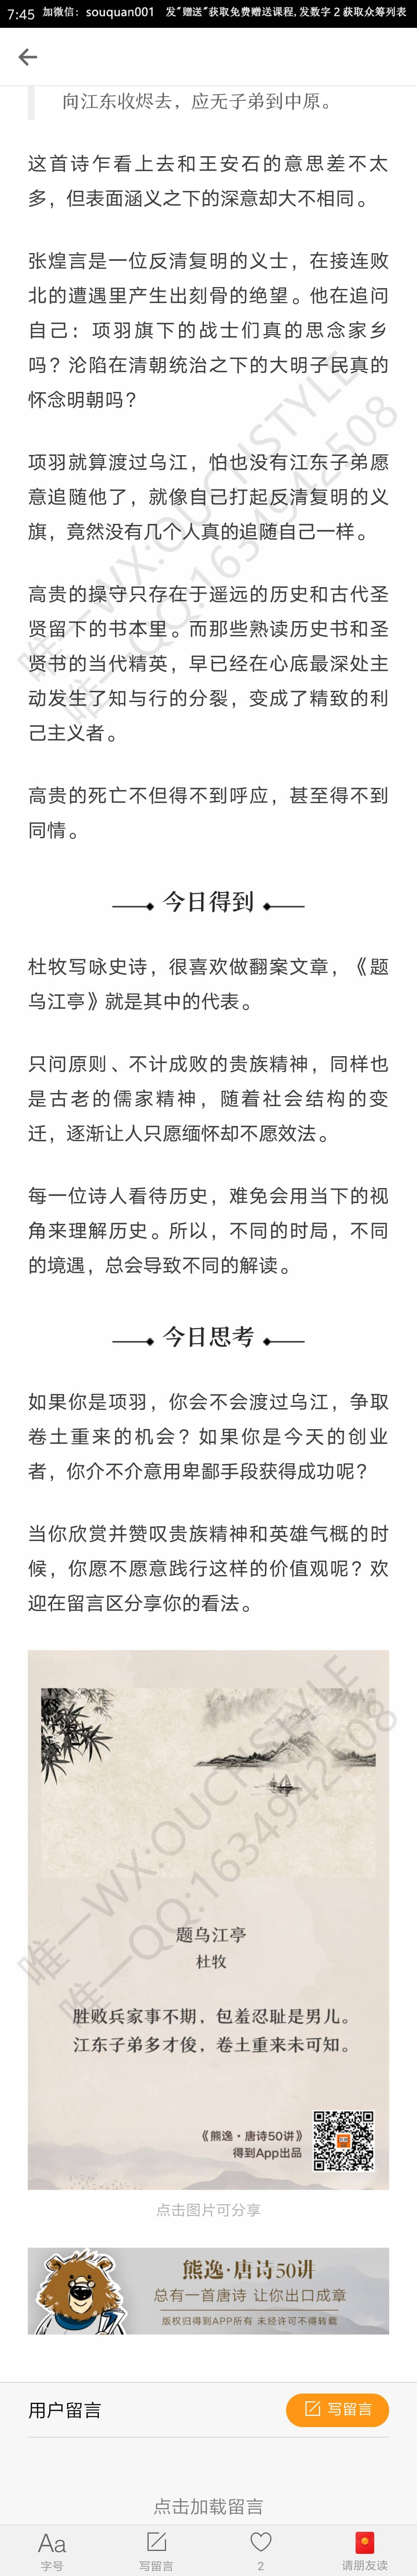 7:45 加微信：souquan001 发“赠送”获取免费赠送课程,发数字 2 获取众筹列表
向江东收烬去，应无子弟到中原。
这首诗乍看上去和王安石的意思差不太
多，但表面涵义之下的深意却大不相同。
张煌言是一位反清复明的义士，在接连败
北的遭遇里产生出刻骨的绝望。他在追问
自己：项羽旗下的战士们真的思念家乡
吗？沦陷在清朝统治之下的大明子民真的
怀念明朝吗？
项羽就算渡过乌江，怕也没有江东子弟愿
意追随他了，就像自己打起反清复明的义
旗，竟然没有几个人真的追随自己一样。
高贵的操守只存在于遥远的历史和古代圣
贤留下的书本里。而那些熟读历史书和圣
贤书的当代精英，早已经在心底最深处主
动发生了知与行的分裂，变成了精致的利
己主义者。
高贵的死亡不但得不到呼应，甚至得不到
同情。
唯一WX:OUCHSTYLE
唯一QQ:1634942508
今日得到
杜牧写咏史诗，很喜欢做翻案文章，《题
乌江亭》就是其中的代表。
只问原则、不计成败的贵族精神，同样也
是古老的儒家精神，随着社会结构的变
迁，逐渐让人只愿缅怀却不愿效法。
每一位诗人看待历史，难免会用当下的视
角来理解历史。所以，不同的时局，不同
的境遇，总会导致不同的解读。
今日思考
如果你是项羽，你会不会渡过乌江，争取
卷土重来的机会？如果你是今天的创业
者，你介不介意用卑鄙手段获得成功呢？
当你欣赏并赞叹贵族精神和英雄气概的时
候，你愿不愿意践行这样的价值观呢？欢
迎在留言区分享你的看法。
唯一WX:OUCHSTYLE
唯一QQ:1634942508
题乌江亭
杜牧
胜败兵家事不期，包羞忍耻是男儿。
江东子弟多才俊，卷土重来未可知。
《熊逸·唐诗50讲》
得到App出品
点击图片可分享
熊逸·唐诗50讲
总有一首唐诗 让你出口成章
版权归得到APP所有 未经许可不得转载
用户留言
写留言
点击加载留言
Aa
字号
写留言
2
请朋友读